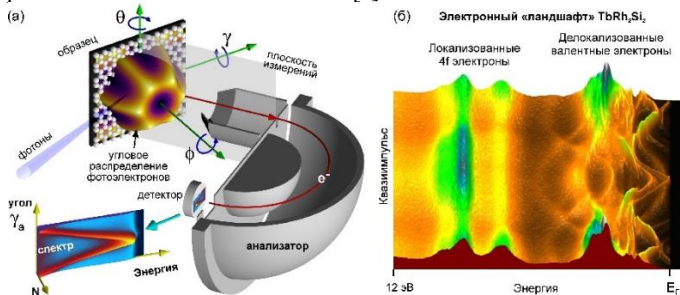 (а)
θ
образец
γ
плоскость
измерений
фотоны
угловое
распределение
фотоэлектронов
ϕ
e⁻
детектор
анализатор
угол
γa
спектр
Энергия
N
(б)
Электронный «ландшафт» TbRh2Si2
Локализованные
4f электроны
Делокализованные
валентные электроны
Квазиимпульс
12 эВ
Энергия
EF